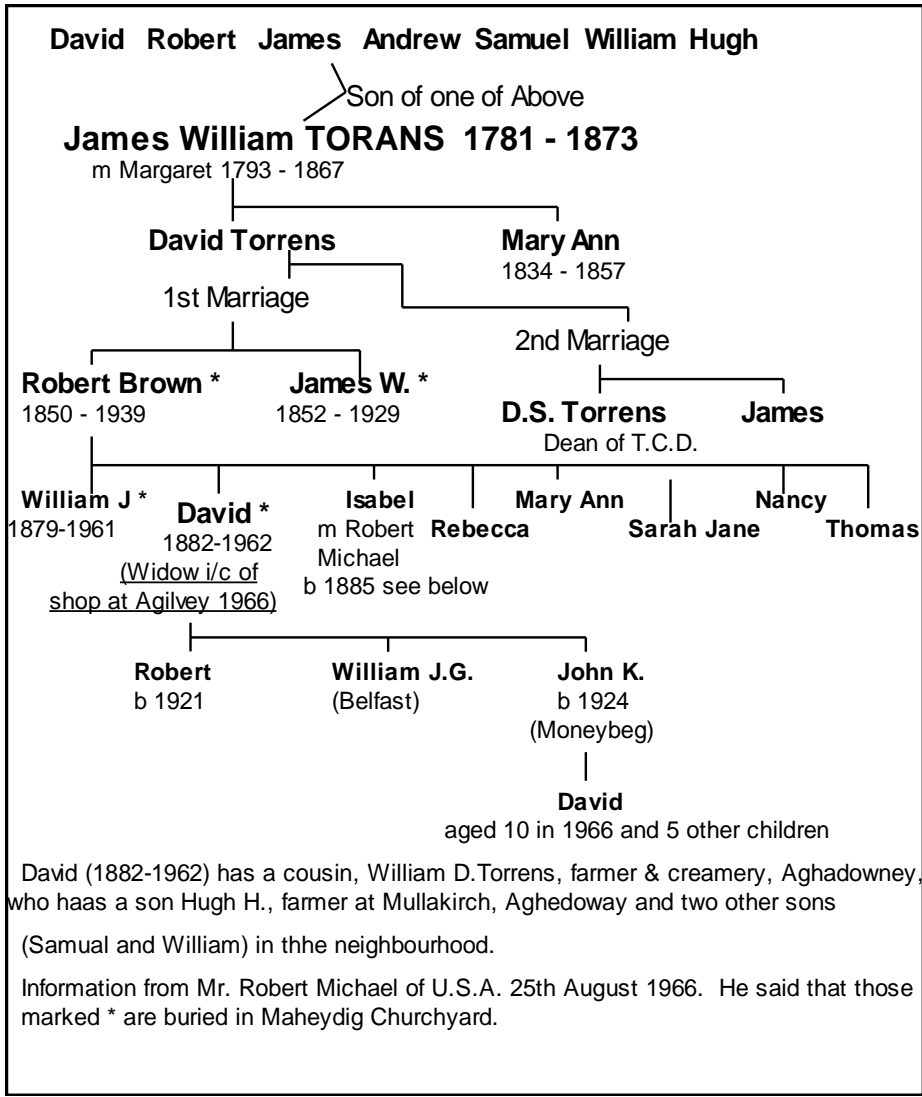 David Robert James Andrew Samuel William Hugh
Son of one of Above
James William TORANS 1781 - 1873
m Margaret 1793 - 1867
David Torrens
Mary Ann
1834 - 1857
1st Marriage
2nd Marriage
Robert Brown *
1850 - 1939
James W. *
1852 - 1929
D.S. Torrens
Dean of T.C.D.
James
William J *
1879-1961
David *
1882-1962
(Widow i/c of
shop at Agilvey 1966)
Isabel
m Robert
Michael
b 1885 see below
Rebecca
Mary Ann
Sarah Jane
Nancy
Thomas
Robert
b 1921
William J.G.
(Belfast)
John K.
b 1924
(Moneybeg)
David
aged 10 in 1966 and 5 other children
David (1882-1962) has a cousin, William D.Torrens, farmer & creamery, Aghadowney,
who haas a son Hugh H., farmer at Mullakirch, Aghedoway and two other sons
(Samual and William) in thhe neighbourhood.
Information from Mr. Robert Michael of U.S.A. 25th August 1966. He said that those
marked * are buried in Maheydig Churchyard.